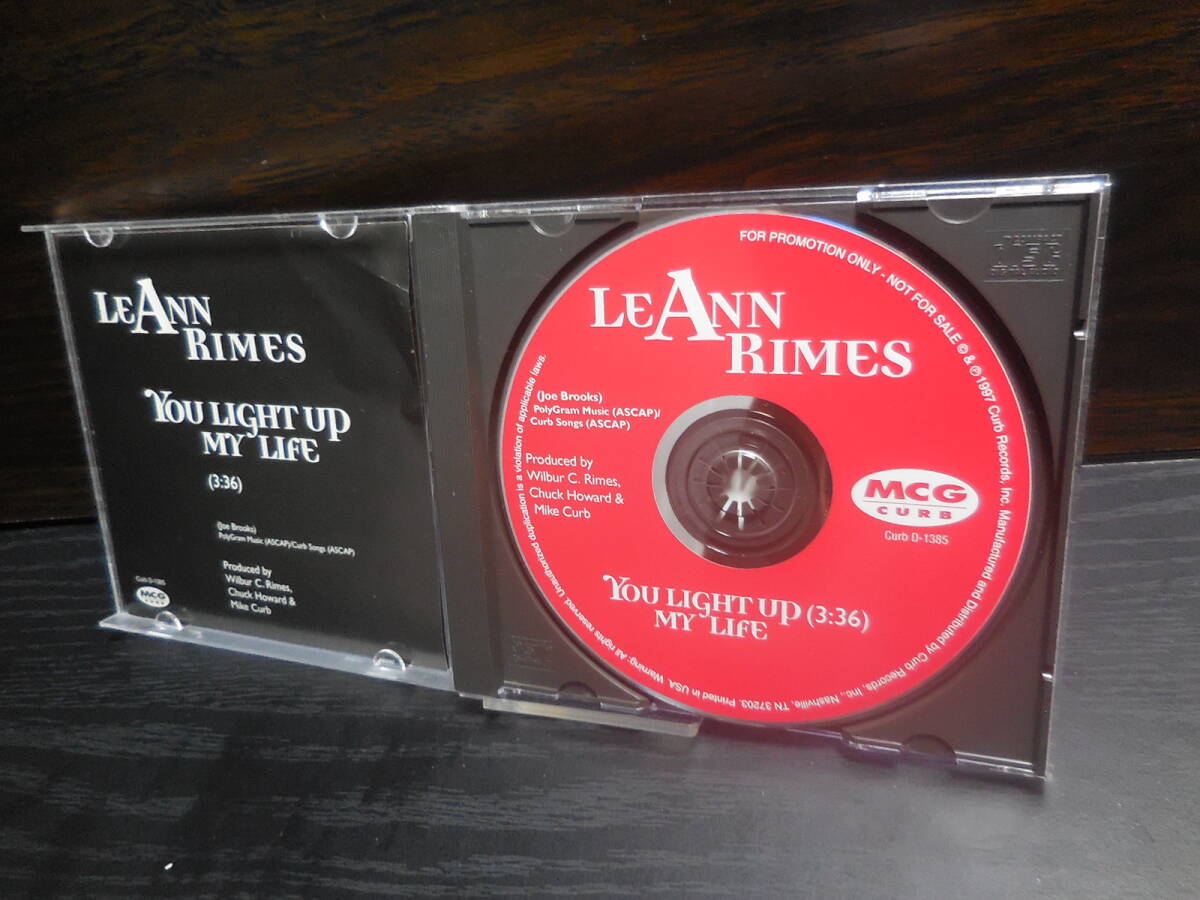 LEANN
RIMES
YOU LIGHT UP
MY LIFE
(3:36)
(Joe Brooks)
PolyGram Music (ASCAP)/Curb Songs (ASCAP)
Produced by
Wilbur C. Rimes,
Chuck Howard &
Mike Curb
Curb D-1385
MCG
CURB
FOR PROMOTION ONLY - NOT FOR SALE © & ℗ 1997 Curb Records, Inc. Manufactured and Distributed by Curb Records, Inc., Nashville, TN 37203. Printed in USA. Warning: All rights reserved. Unauthorized duplication is a violation of applicable laws.
LEANN
RIMES
(Joe Brooks)
PolyGram Music (ASCAP)/
Curb Songs (ASCAP)
Produced by
Wilbur C. Rimes,
Chuck Howard &
Mike Curb
MCG
CURB
Curb D-1385
YOU LIGHT UP (3:36)
MY LIFE